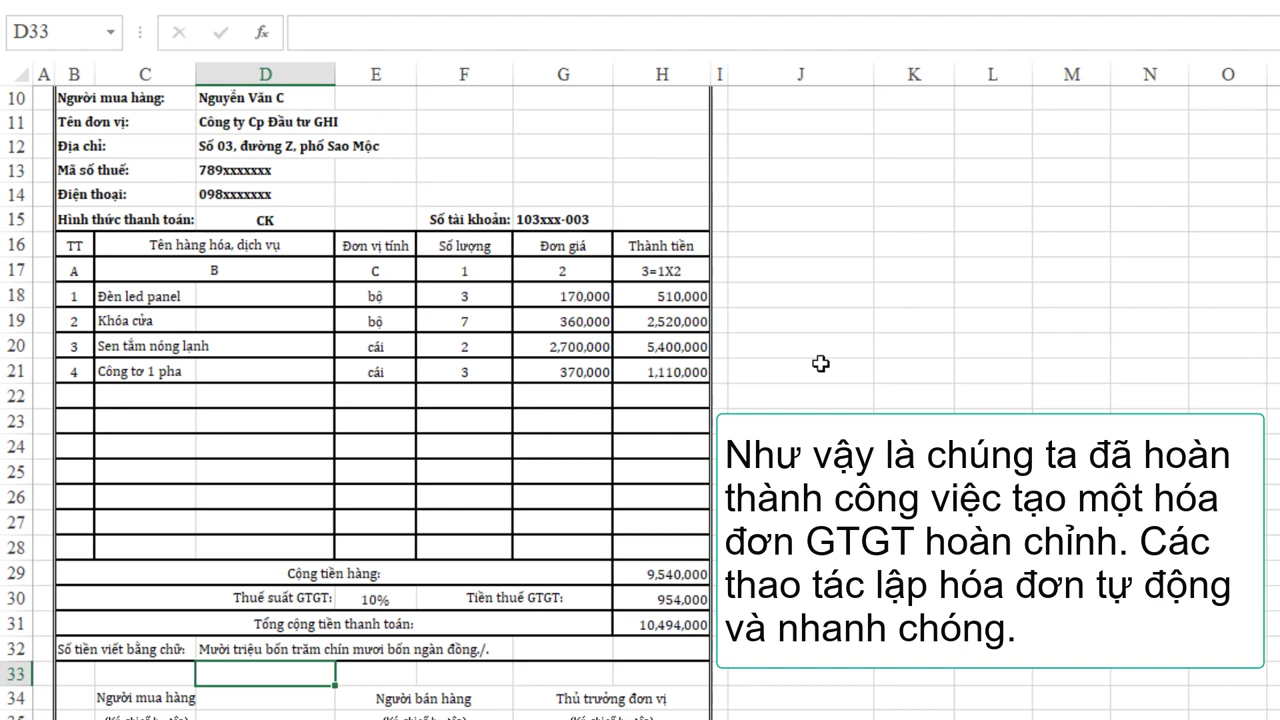 D33 fx
A B C D E F G H I J K L M N O
10 Người mua hàng: Nguyễn Văn C
11 Tên đơn vị: Công ty Cp Đầu tư GHI
12 Địa chỉ: Số 03, đường Z, phố Sao Mộc
13 Mã số thuế: 789xxxxxxx
14 Điện thoại: 098xxxxxxx
15 Hình thức thanh toán: CK Số tài khoản: 103xxx-003
16 TT Tên hàng hóa, dịch vụ Đơn vị tính Số lượng Đơn giá Thành tiền
17 A B C 1 2 3=1X2
18 1 Đèn led panel bộ 3 170,000 510,000
19 2 Khóa cửa bộ 7 360,000 2,520,000
20 3 Sen tắm nóng lạnh cái 2 2,700,000 5,400,000
21 4 Công tơ 1 pha cái 3 370,000 1,110,000
22
23
24
25
26
27
28
29 Cộng tiền hàng: 9,540,000
30 Thuế suất GTGT: 10% Tiền thuế GTGT: 954,000
31 Tổng cộng tiền thanh toán: 10,494,000
32 Số tiền viết bằng chữ: Mười triệu bốn trăm chín mươi bốn ngàn đồng./.
33
34 Người mua hàng Người bán hàng Thủ trưởng đơn vị
Như vậy là chúng ta đã hoàn
thành công việc tạo một hóa
đơn GTGT hoàn chỉnh. Các
thao tác lập hóa đơn tự động
và nhanh chóng.